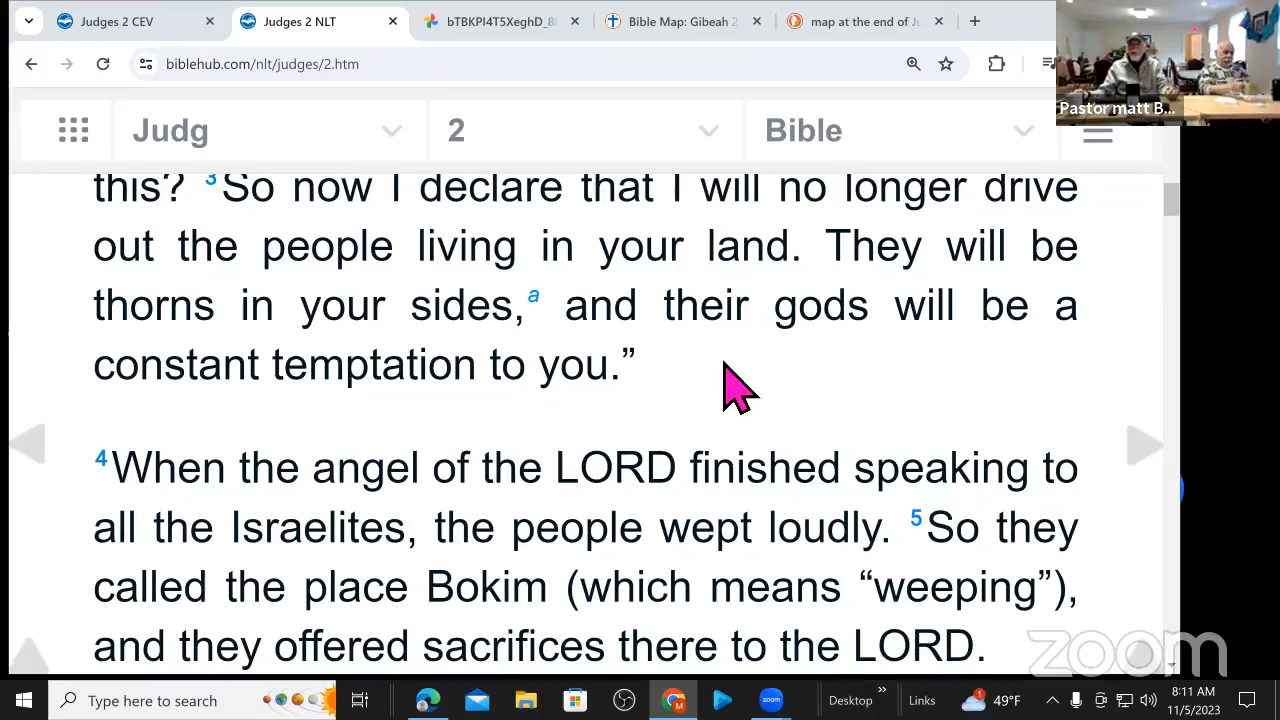 Judges 2 CEV
Judges 2 NLT
bTBKPI4T5XeghD_8
Bible Map: Gibeah 2
map at the end of Ju
biblehub.com/nlt/judges/2.htm
Pastor matt B...
Judg
2
Bible
this? 3So now I declare that I will no longer drive
out the people living in your land. They will be
thorns in your sides,a and their gods will be a
constant temptation to you.”
4When the angel of the LORD finished speaking to
all the Israelites, the people wept loudly. 5So they
called the place Bokim (which means “weeping”),
and they offered sacrifices there to the LORD.
zoom
Type here to search
zoom
Desktop
Links
1
49°F
8:11 AM
11/5/2023